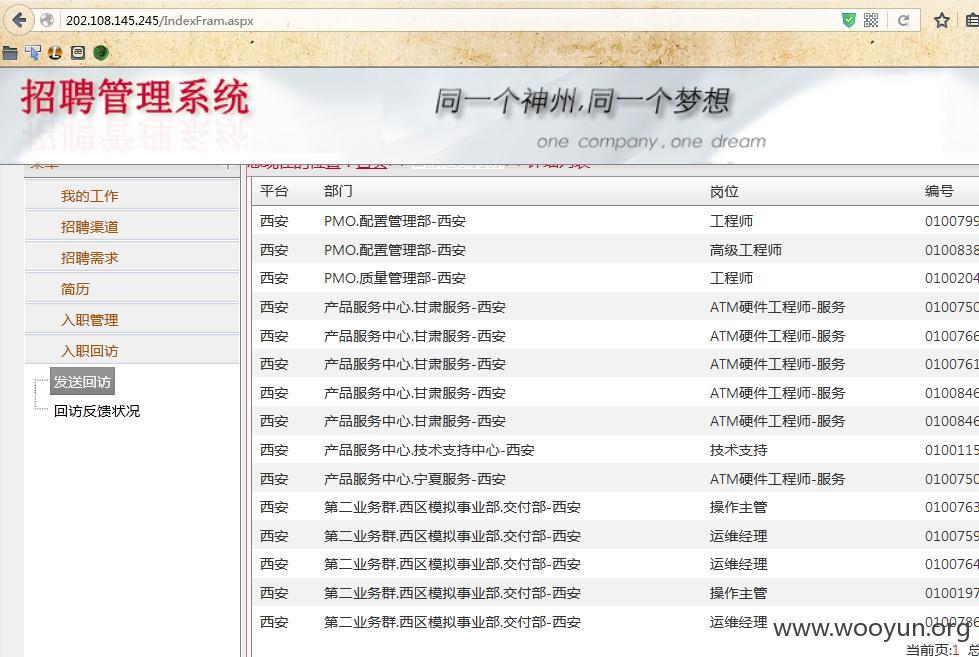 202.108.145.245/IndexFram.aspx
招聘管理系统
同一个神州,同一个梦想
one company, one dream
菜单
您现在的位置:首页>> >>详细列表
我的工作
招聘渠道
招聘需求
简历
入职管理
入职回访
发送回访
回访反馈状况
平台 部门 岗位 编号
西安 PMO.配置管理部-西安 工程师 0100799
西安 PMO.配置管理部-西安 高级工程师 0100838
西安 PMO.质量管理部-西安 工程师 0100204
西安 产品服务中心.甘肃服务-西安 ATM硬件工程师-服务 0100750
西安 产品服务中心.甘肃服务-西安 ATM硬件工程师-服务 0100766
西安 产品服务中心.甘肃服务-西安 ATM硬件工程师-服务 0100761
西安 产品服务中心.甘肃服务-西安 ATM硬件工程师-服务 0100846
西安 产品服务中心.甘肃服务-西安 ATM硬件工程师-服务 0100846
西安 产品服务中心.技术支持中心-西安 技术支持 0100115
西安 产品服务中心.宁夏服务-西安 ATM硬件工程师-服务 0100750
西安 第二业务群.西区模拟事业部.交付部-西安 操作主管 0100763
西安 第二业务群.西区模拟事业部.交付部-西安 运维经理 0100759
西安 第二业务群.西区模拟事业部.交付部-西安 运维经理 0100764
西安 第二业务群.西区模拟事业部.交付部-西安 操作主管 0100197
西安 第二业务群.西区模拟事业部.交付部-西安 运维经理 0100786
www.wooyun.org
当前页:1 总